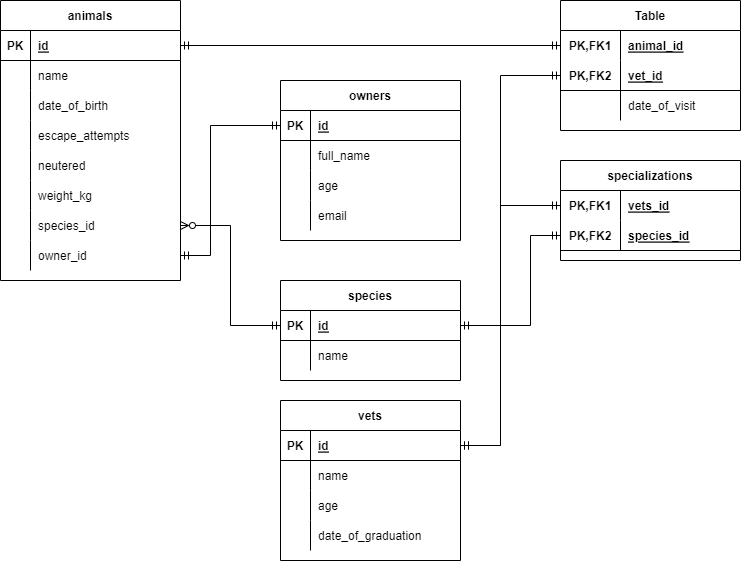 animals
PK id
name
date_of_birth
escape_attempts
neutered
weight_kg
species_id
owner_id
owners
PK id
full_name
age
email
species
PK id
name
vets
PK id
name
age
date_of_graduation
Table
PK,FK1 animal_id
PK,FK2 vet_id
date_of_visit
specializations
PK,FK1 vets_id
PK,FK2 species_id